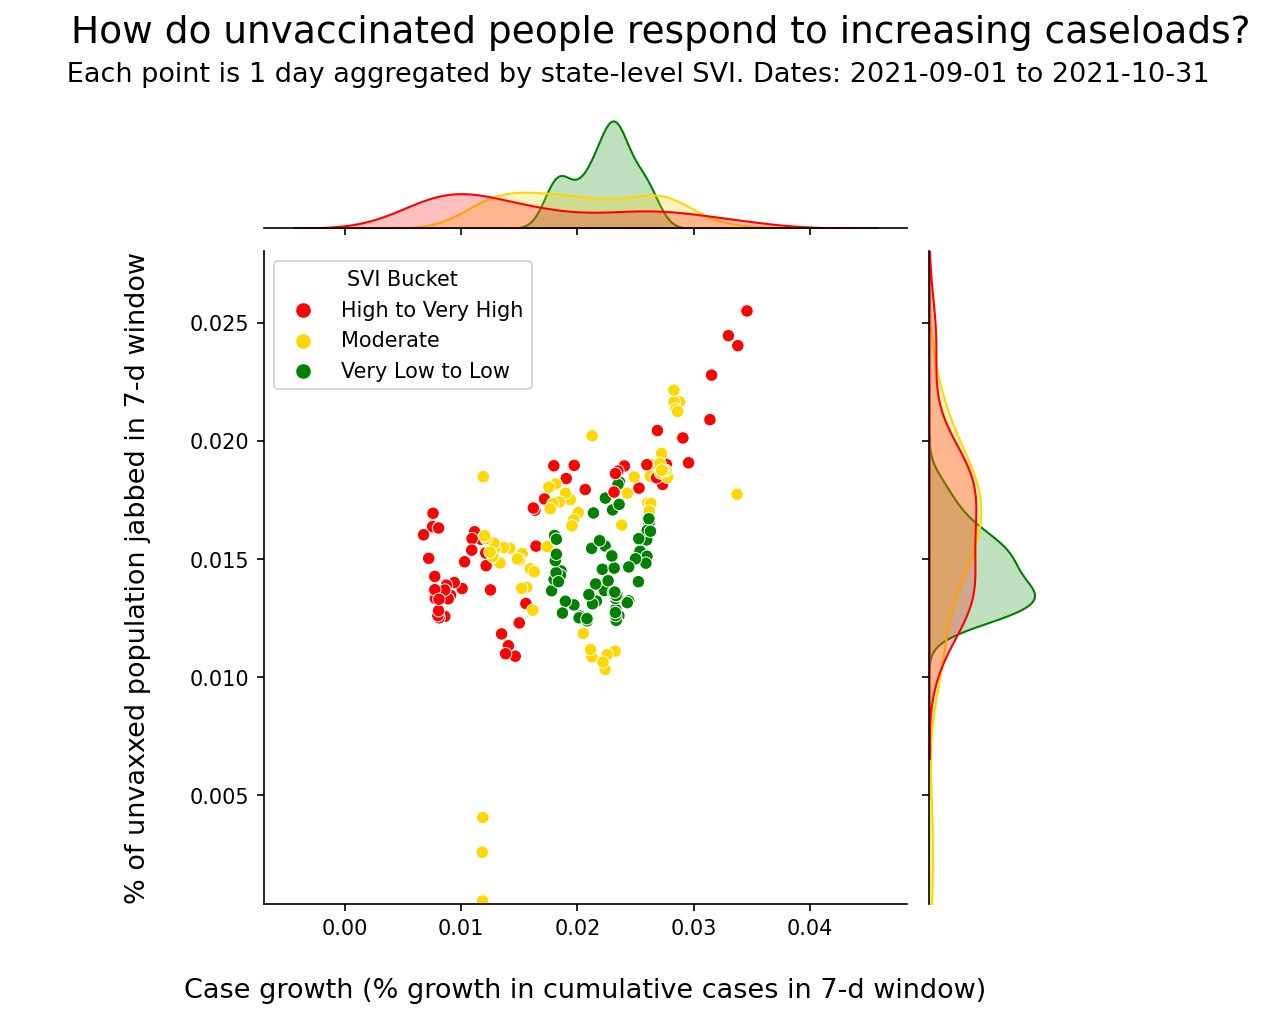 How do unvaccinated people respond to increasing caseloads?
Each point is 1 day aggregated by state-level SVI. Dates: 2021-09-01 to 2021-10-31
% of unvaxxed population jabbed in 7-d window
SVI Bucket
High to Very High
Moderate
Very Low to Low
0.025
0.020
0.015
0.010
0.005
0.00 0.01 0.02 0.03 0.04
Case growth (% growth in cumulative cases in 7-d window)